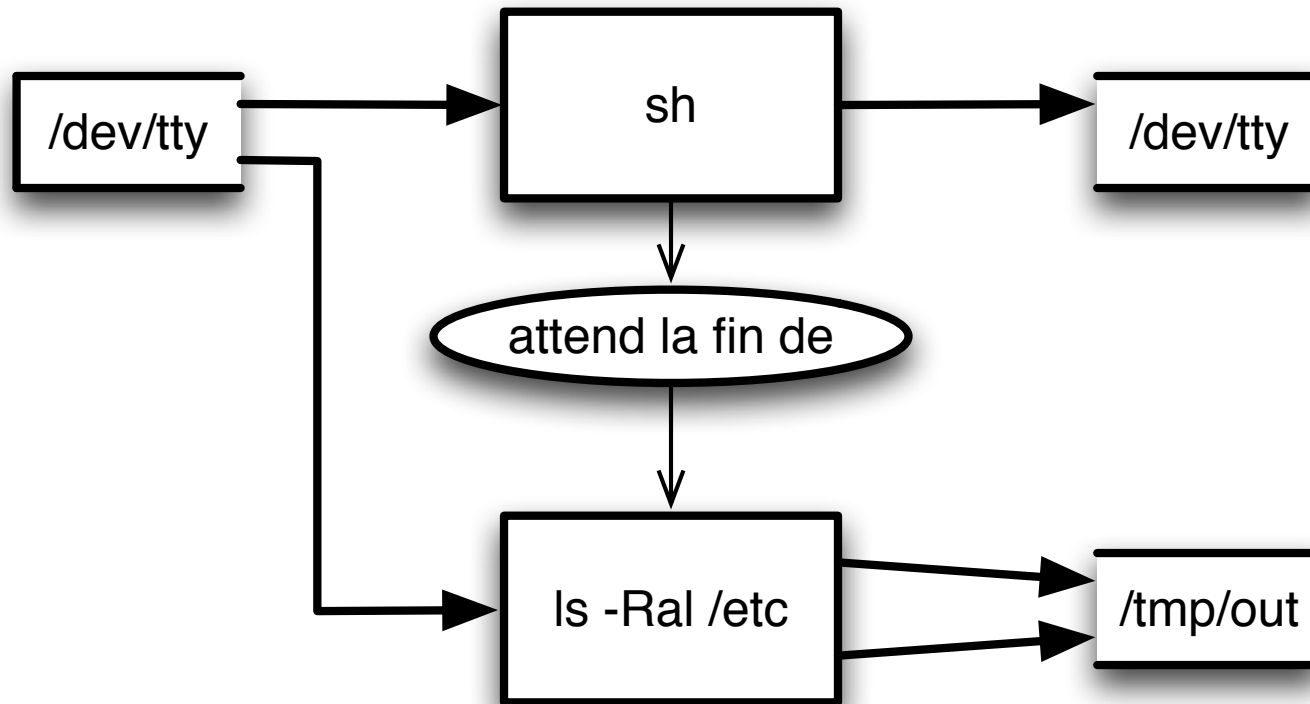 /dev/tty
sh
/dev/tty
attend la fin de
ls -Ral /etc
/tmp/out